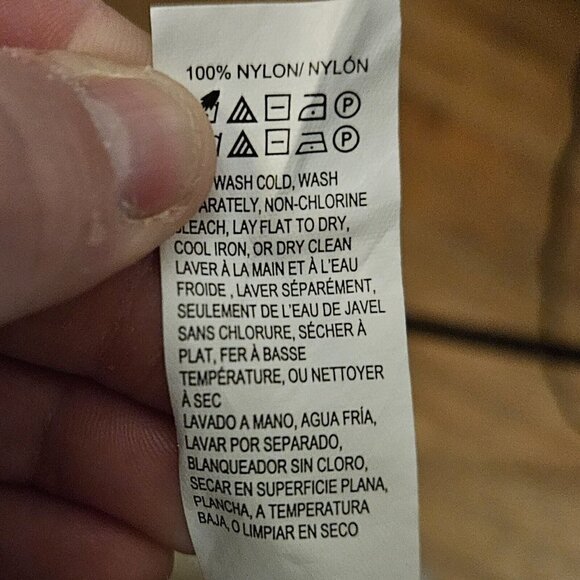 100% NYLON/ NYLÓN
P
P
WASH COLD, WASH
NON-CHLORINE
LAY FLAT TO DRY,
COOL IRON, OR DRY CLEAN
LAVER À LA MAIN ET À L'EAU
FROIDE , LAVER SÉPARÉMENT,
SEULEMENT DE L'EAU DE JAVEL
SANS CHLORURE, SÉCHER À
PLAT, FER À BASSE
TEMPÉRATURE, OU NETTOYER
À SEC
LAVADO A MANO, AGUA FRÍA,
LAVAR POR SEPARADO,
BLANQUEADOR SIN CLORO,
SECAR EN SUPERFICIE PLANA,
PLANCHA, A TEMPERATURA
BAJA, O LIMPIAR EN SECO